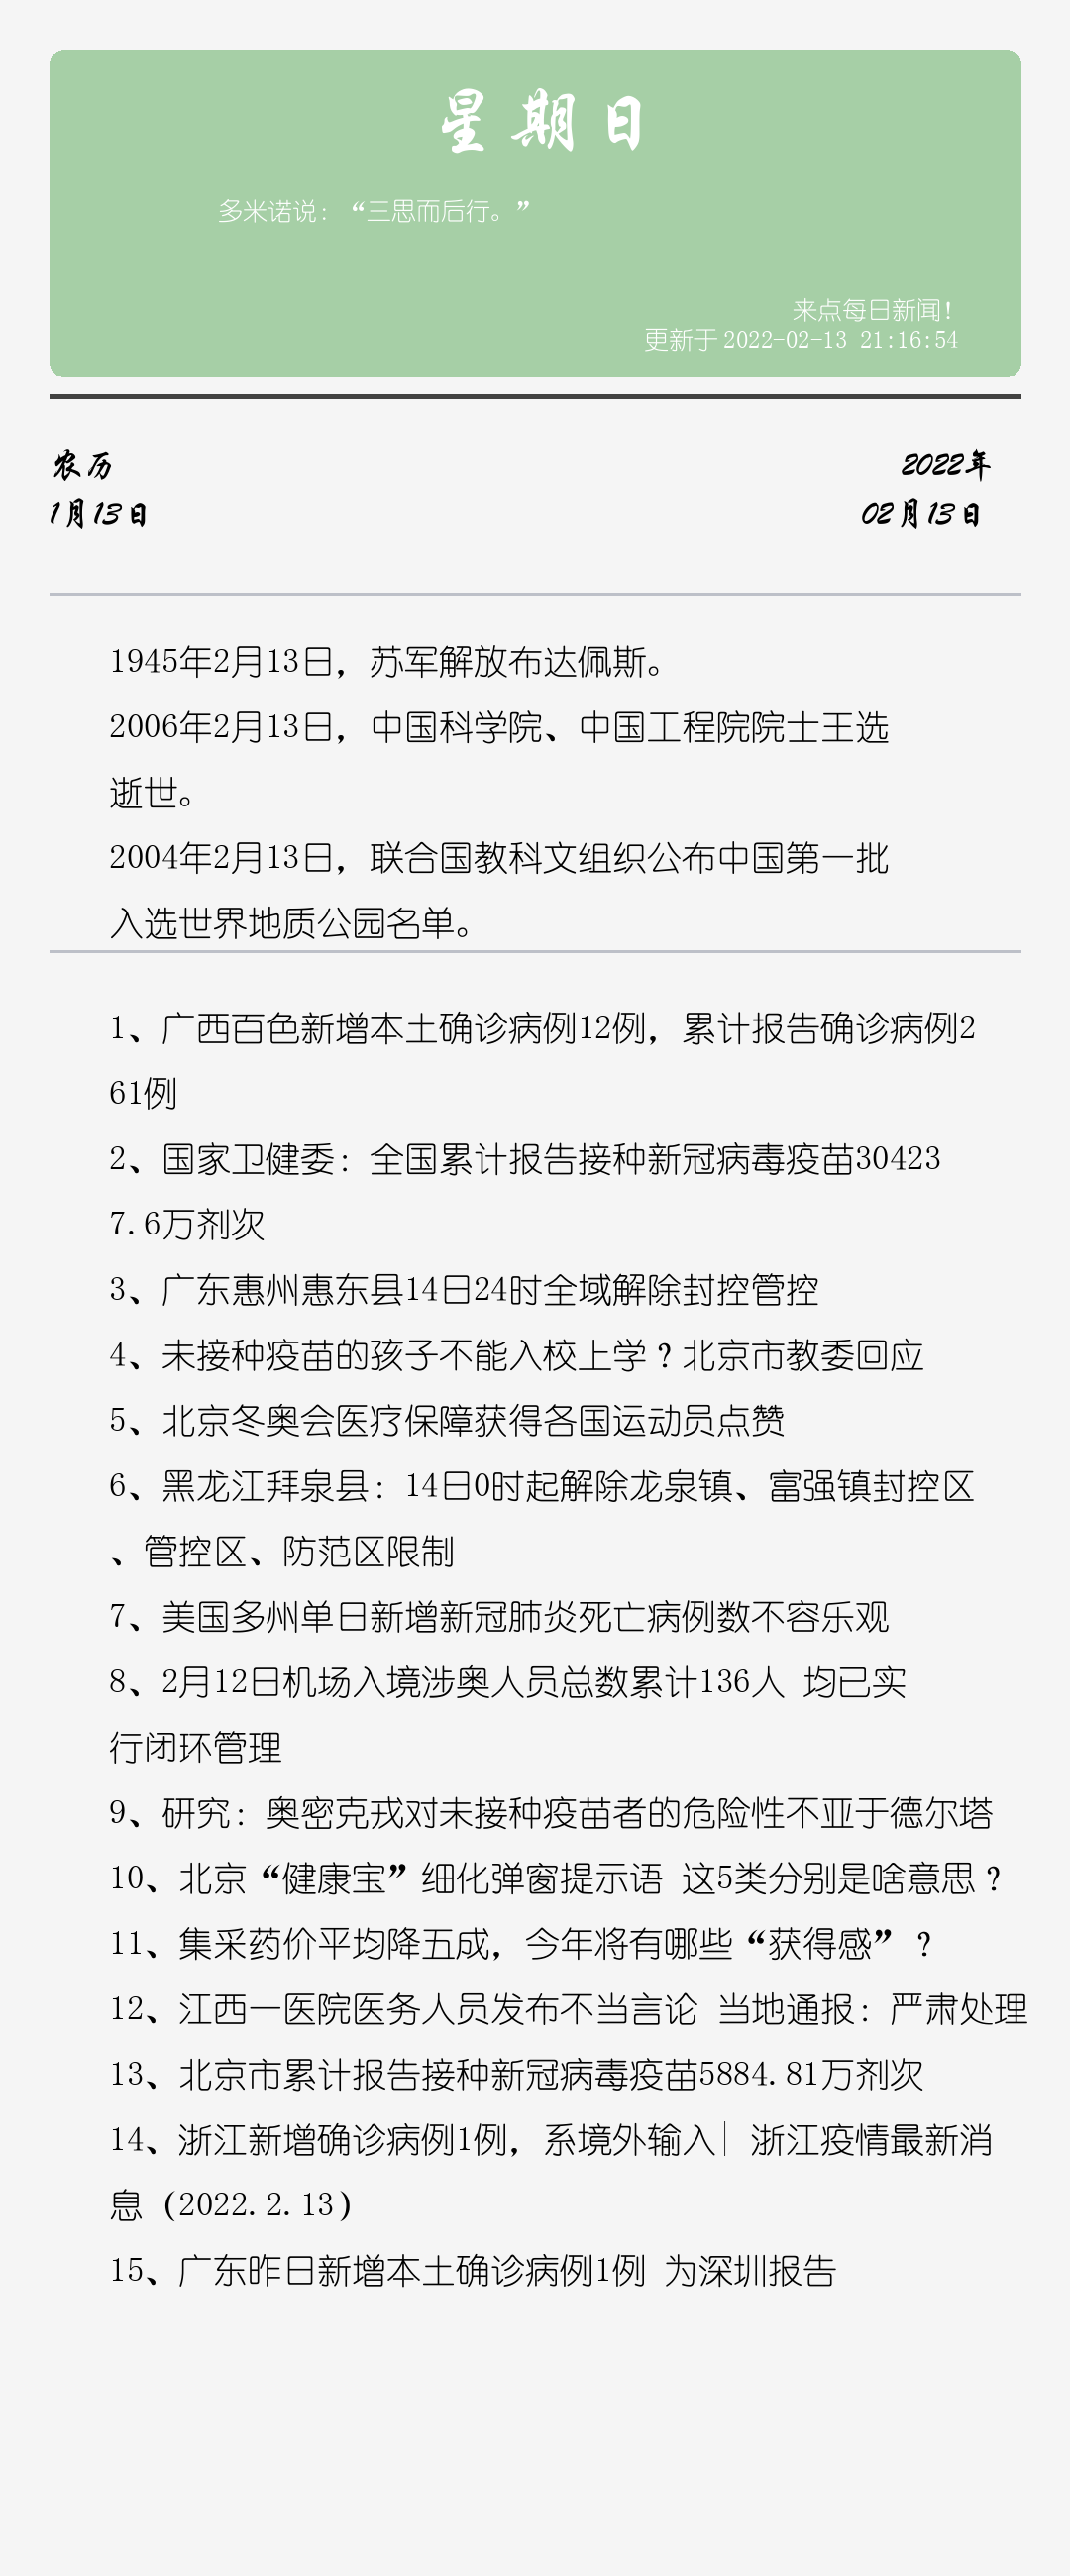 星期日
多米诺说：“三思而后行。”
来点每日新闻！
更新于 2022-02-13 21:16:54
农历
1月13日
2022年
02月13日
1945年2月13日，苏军解放布达佩斯。
2006年2月13日，中国科学院、中国工程院院士王选
逝世。
2004年2月13日，联合国教科文组织公布中国第一批
入选世界地质公园名单。
1、广西百色新增本土确诊病例12例，累计报告确诊病例2
61例
2、国家卫健委：全国累计报告接种新冠病毒疫苗30423
7.6万剂次
3、广东惠州惠东县14日24时全域解除封控管控
4、未接种疫苗的孩子不能入校上学？北京市教委回应
5、北京冬奥会医疗保障获得各国运动员点赞
6、黑龙江拜泉县：14日0时起解除龙泉镇、富强镇封控区
、管控区、防范区限制
7、美国多州单日新增新冠肺炎死亡病例数不容乐观
8、2月12日机场入境涉奥人员总数累计136人 均已实
行闭环管理
9、研究：奥密克戎对未接种疫苗者的危险性不亚于德尔塔
10、北京“健康宝”细化弹窗提示语 这5类分别是啥意思？
11、集采药价平均降五成，今年将有哪些“获得感”？
12、江西一医院医务人员发布不当言论 当地通报：严肃处理
13、北京市累计报告接种新冠病毒疫苗5884.81万剂次
14、浙江新增确诊病例1例，系境外输入| 浙江疫情最新消
息（2022.2.13）
15、广东昨日新增本土确诊病例1例 为深圳报告